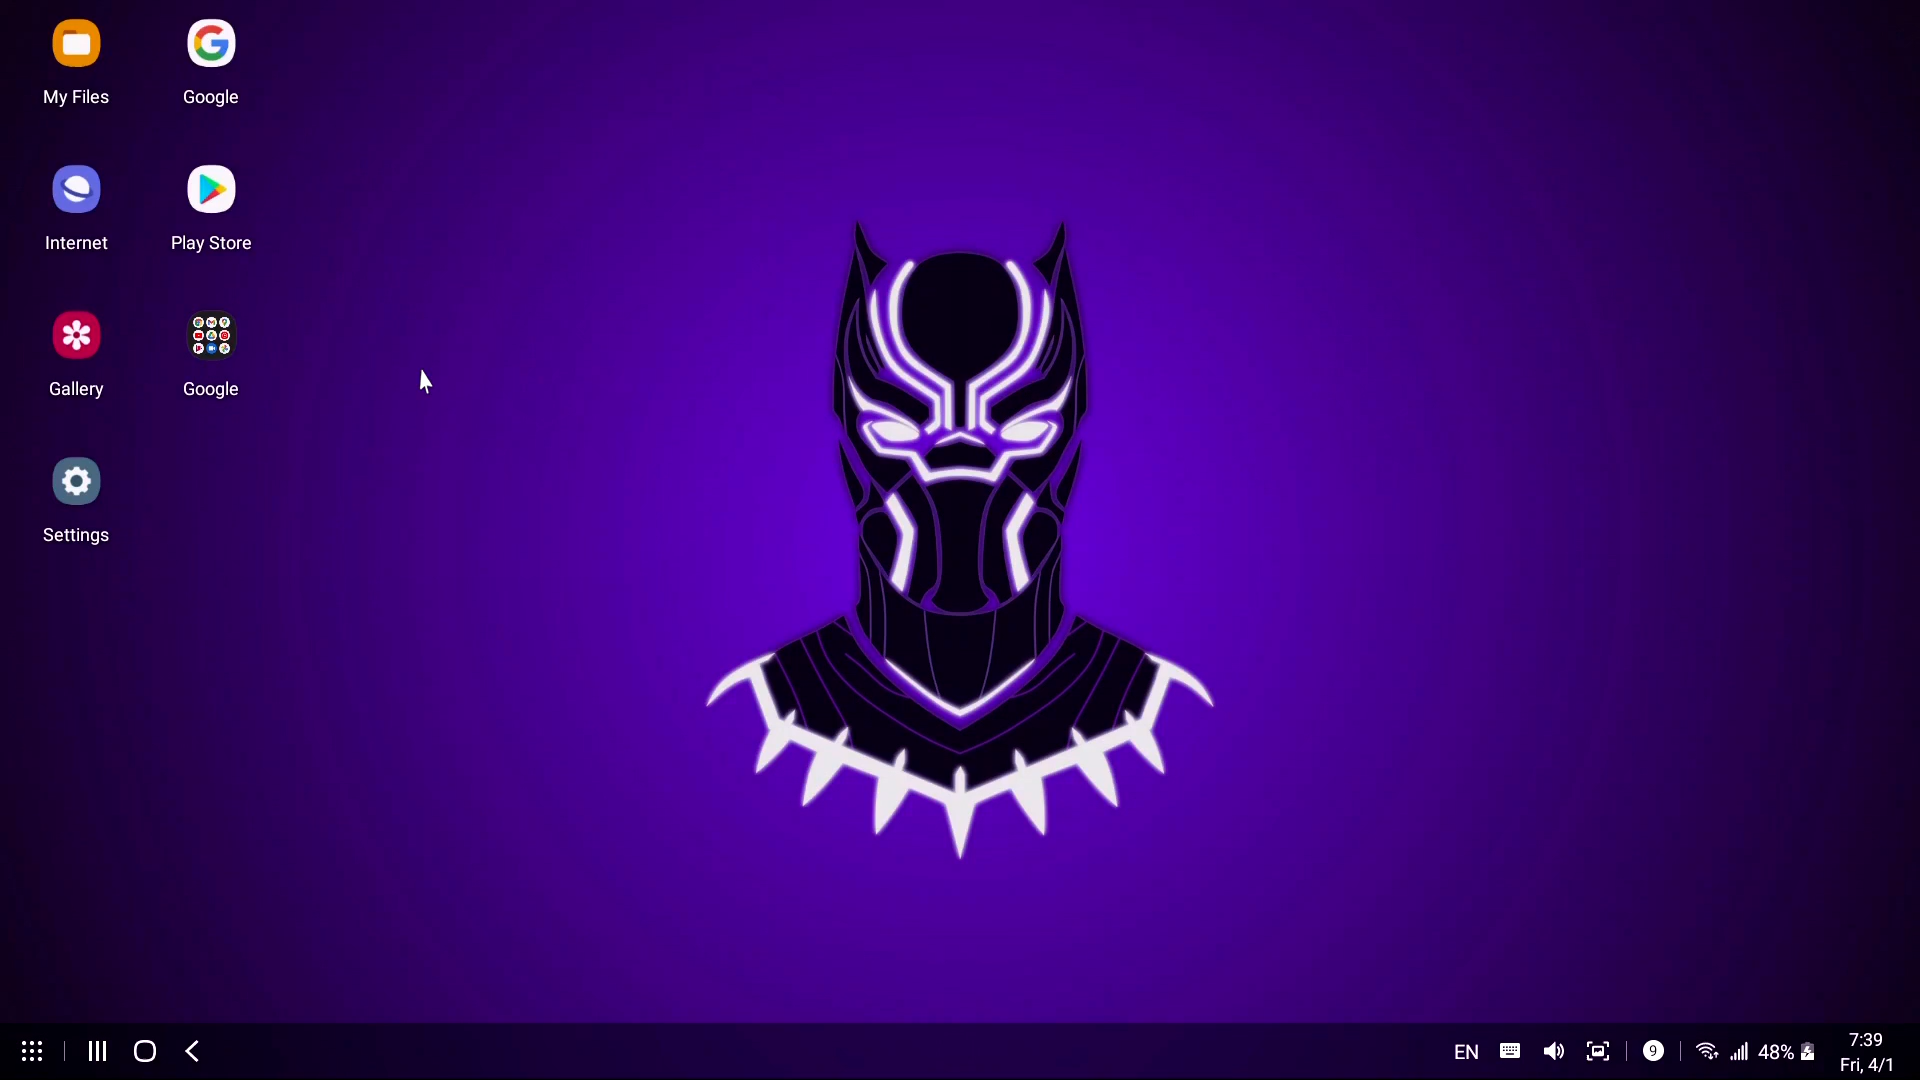 My Files
Google
Internet
Play Store
Gallery
Google
Settings
EN
9
48%
7:39
Fri, 4/1